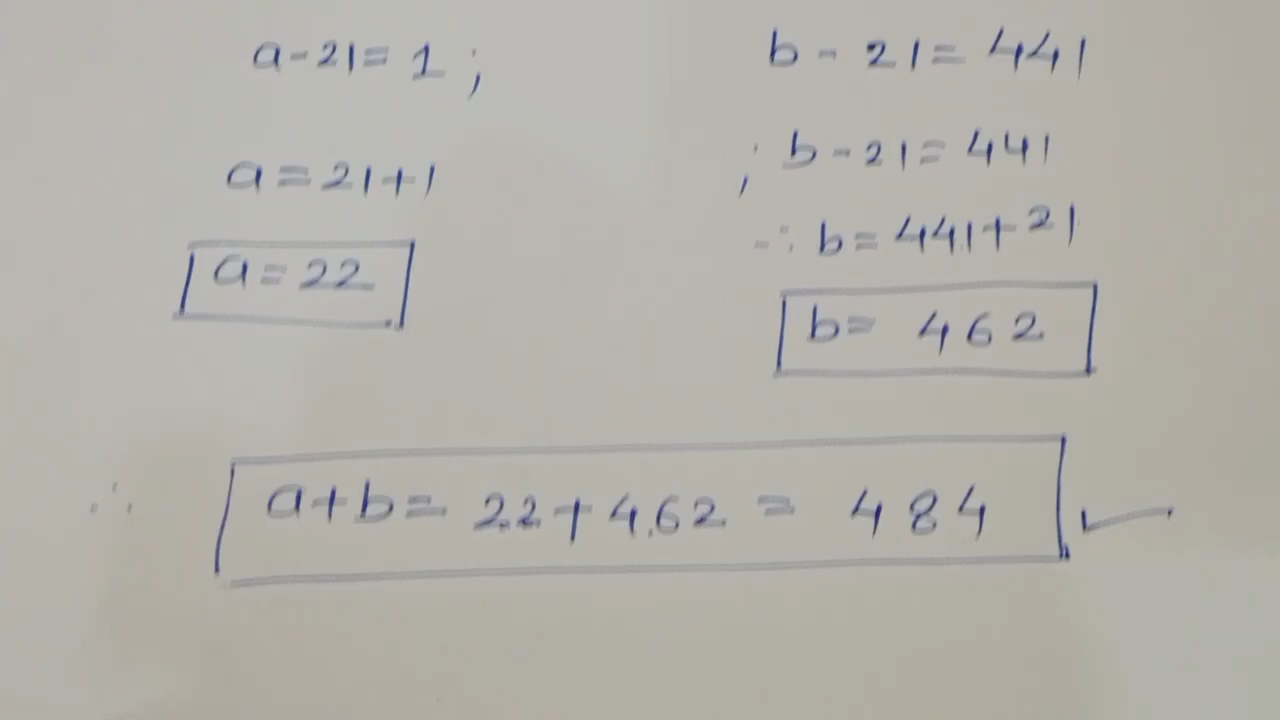 a - 21 = 1 ;
a = 21 + 1
a = 22
b - 21 = 441
; b - 21 = 441
∴ b = 441 + 21
b = 462
∴ a + b = 22 + 462 = 484 ✓